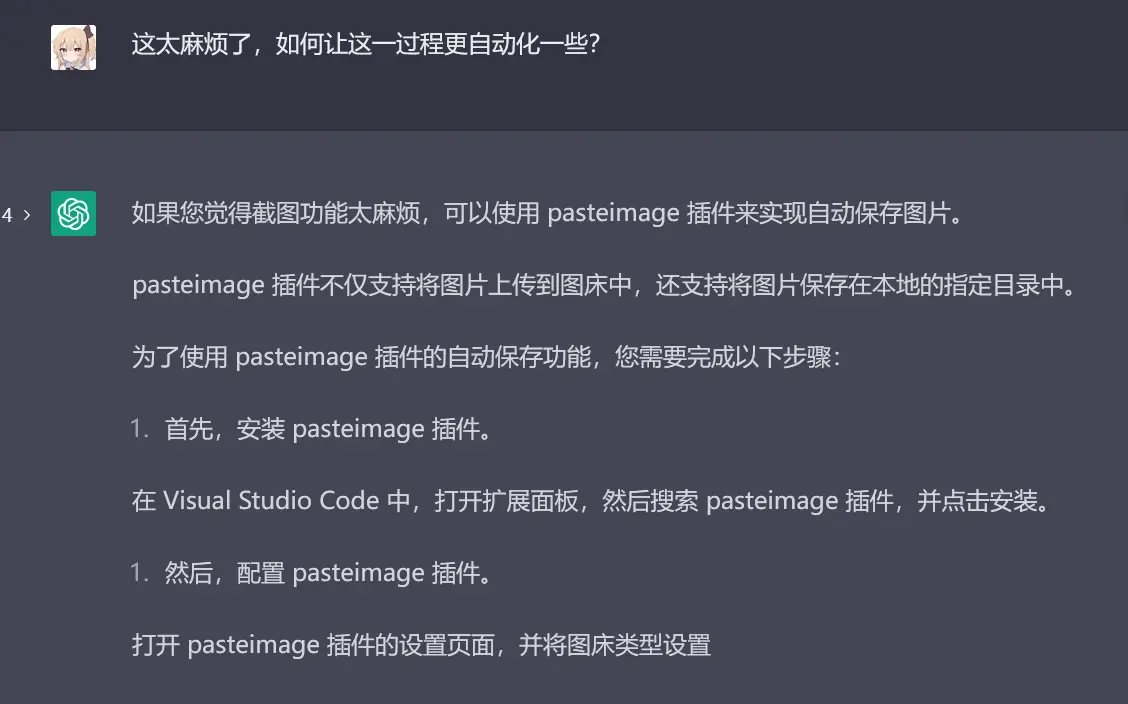 这太麻烦了，如何让这一过程更自动化一些？
4 >
如果您觉得截图功能太麻烦，可以使用 pasteimage 插件来实现自动保存图片。
pasteimage 插件不仅支持将图片上传到图床中，还支持将图片保存在本地的指定目录中。
为了使用 pasteimage 插件的自动保存功能，您需要完成以下步骤：
1. 首先，安装 pasteimage 插件。
在 Visual Studio Code 中，打开扩展面板，然后搜索 pasteimage 插件，并点击安装。
1. 然后，配置 pasteimage 插件。
打开 pasteimage 插件的设置页面，并将图床类型设置